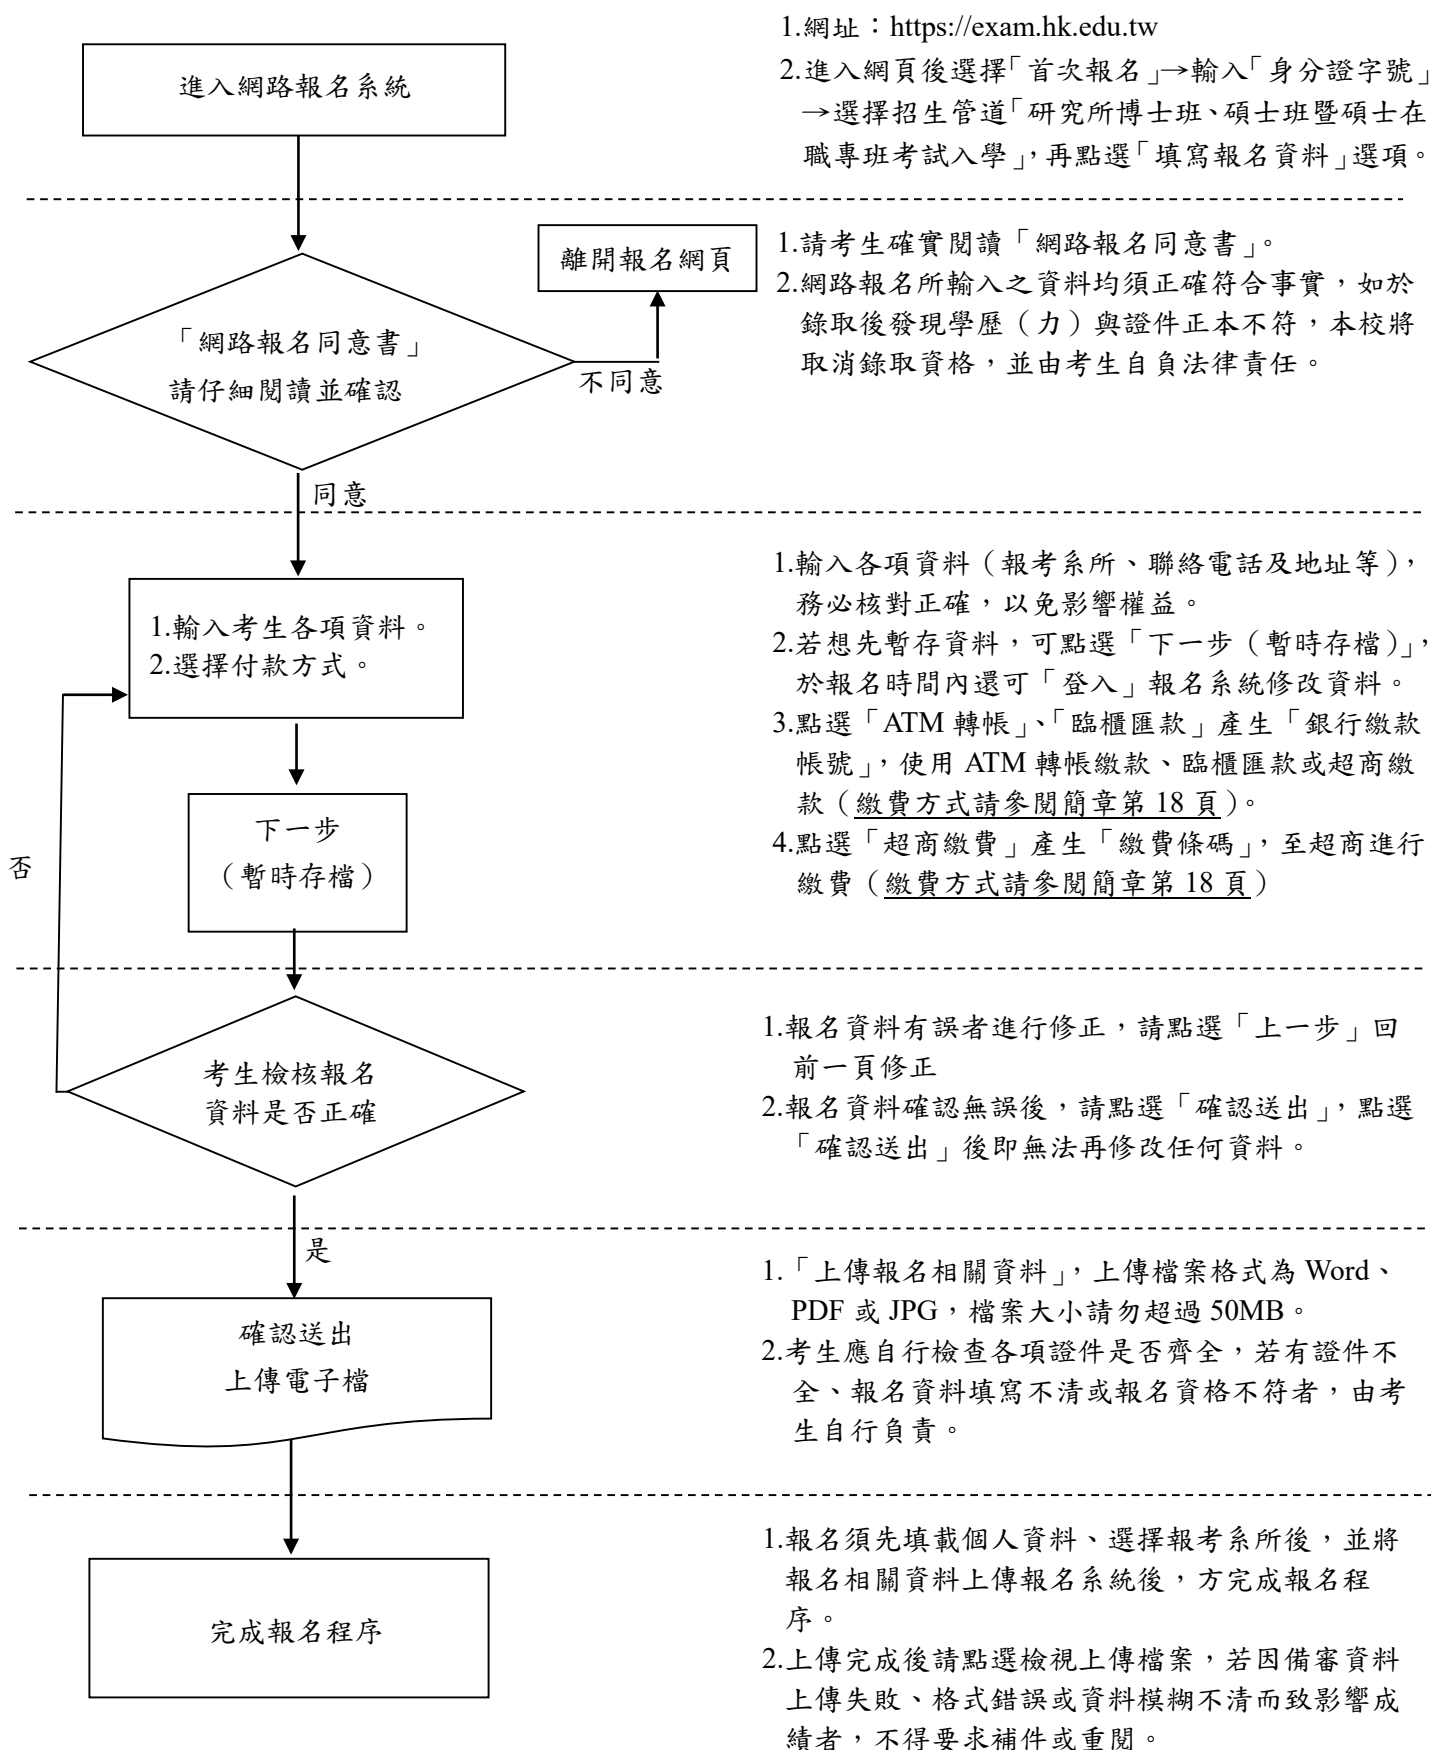 進入網路報名系統
1.網址：https://exam.hk.edu.tw
2.進入網頁後選擇「首次報名」→輸入「身分證字號」
→選擇招生管道「研究所博士班、碩士班暨碩士在
職專班考試入學」，再點選「填寫報名資料」選項。
離開報名網頁
「網路報名同意書」
請仔細閱讀並確認
不同意
同意
1.請考生確實閱讀「網路報名同意書」。
2.網路報名所輸入之資料均須正確符合事實，如於
錄取後發現學歷（力）與證件正本不符，本校將
取消錄取資格，並由考生自負法律責任。
1.輸入考生各項資料。
2.選擇付款方式。
下一步
（暫時存檔）
否
1.輸入各項資料（報考系所、聯絡電話及地址等），
務必核對正確，以免影響權益。
2.若想先暫存資料，可點選「下一步（暫時存檔）」，
於報名時間內還可「登入」報名系統修改資料。
3.點選「ATM 轉帳」、「臨櫃匯款」產生「銀行繳款
帳號」，使用 ATM 轉帳繳款、臨櫃匯款或超商繳
款（繳費方式請參閱簡章第 18 頁）。
4.點選「超商繳費」產生「繳費條碼」，至超商進行
繳費（繳費方式請參閱簡章第 18 頁）
考生檢核報名
資料是否正確
是
1.報名資料有誤者進行修正，請點選「上一步」回
前一頁修正
2.報名資料確認無誤後，請點選「確認送出」，點選
「確認送出」後即無法再修改任何資料。
確認送出
上傳電子檔
1.「上傳報名相關資料」，上傳檔案格式為 Word、
PDF 或 JPG，檔案大小請勿超過 50MB。
2.考生應自行檢查各項證件是否齊全，若有證件不
全、報名資料填寫不清或報名資格不符者，由考
生自行負責。
完成報名程序
1.報名須先填載個人資料、選擇報考系所後，並將
報名相關資料上傳報名系統後，方完成報名程
序。
2.上傳完成後請點選檢視上傳檔案，若因備審資料
上傳失敗、格式錯誤或資料模糊不清而致影響成
績者，不得要求補件或重閱。